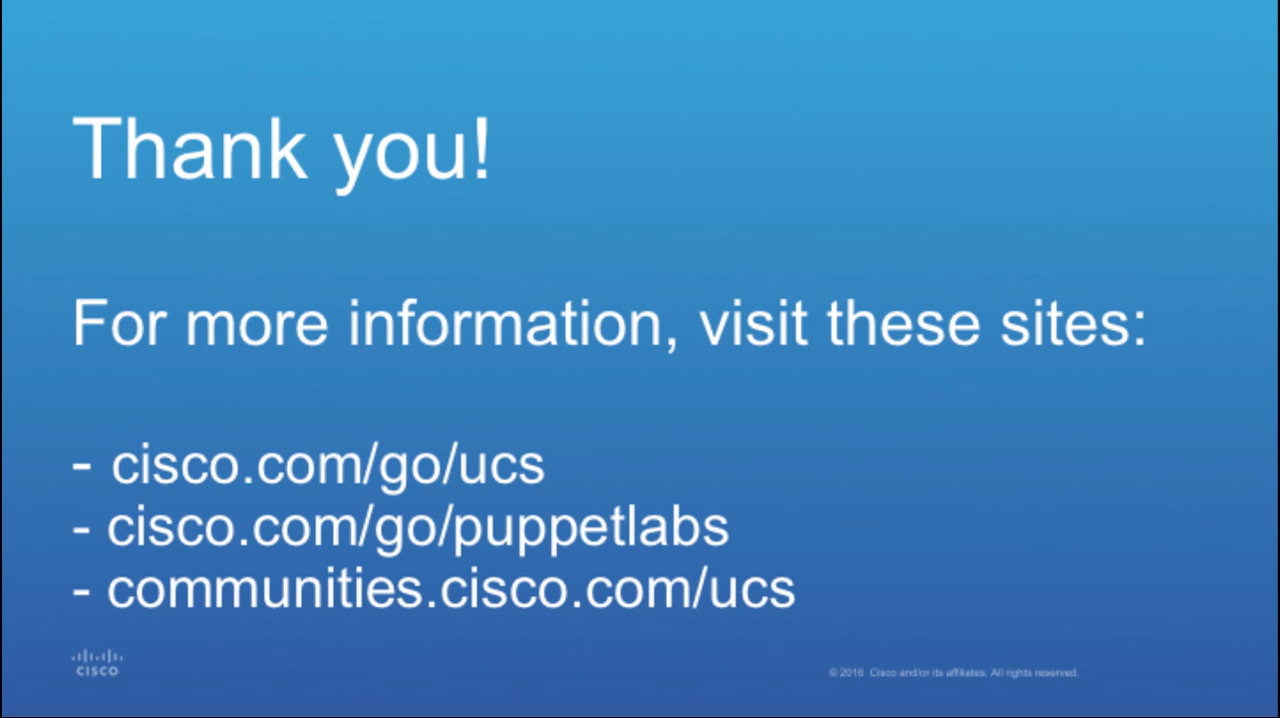 Thank you!
For more information, visit these sites:
- cisco.com/go/ucs
- cisco.com/go/puppetlabs
- communities.cisco.com/ucs
CISCO
© 2016 Cisco and/or its affiliates. All rights reserved.